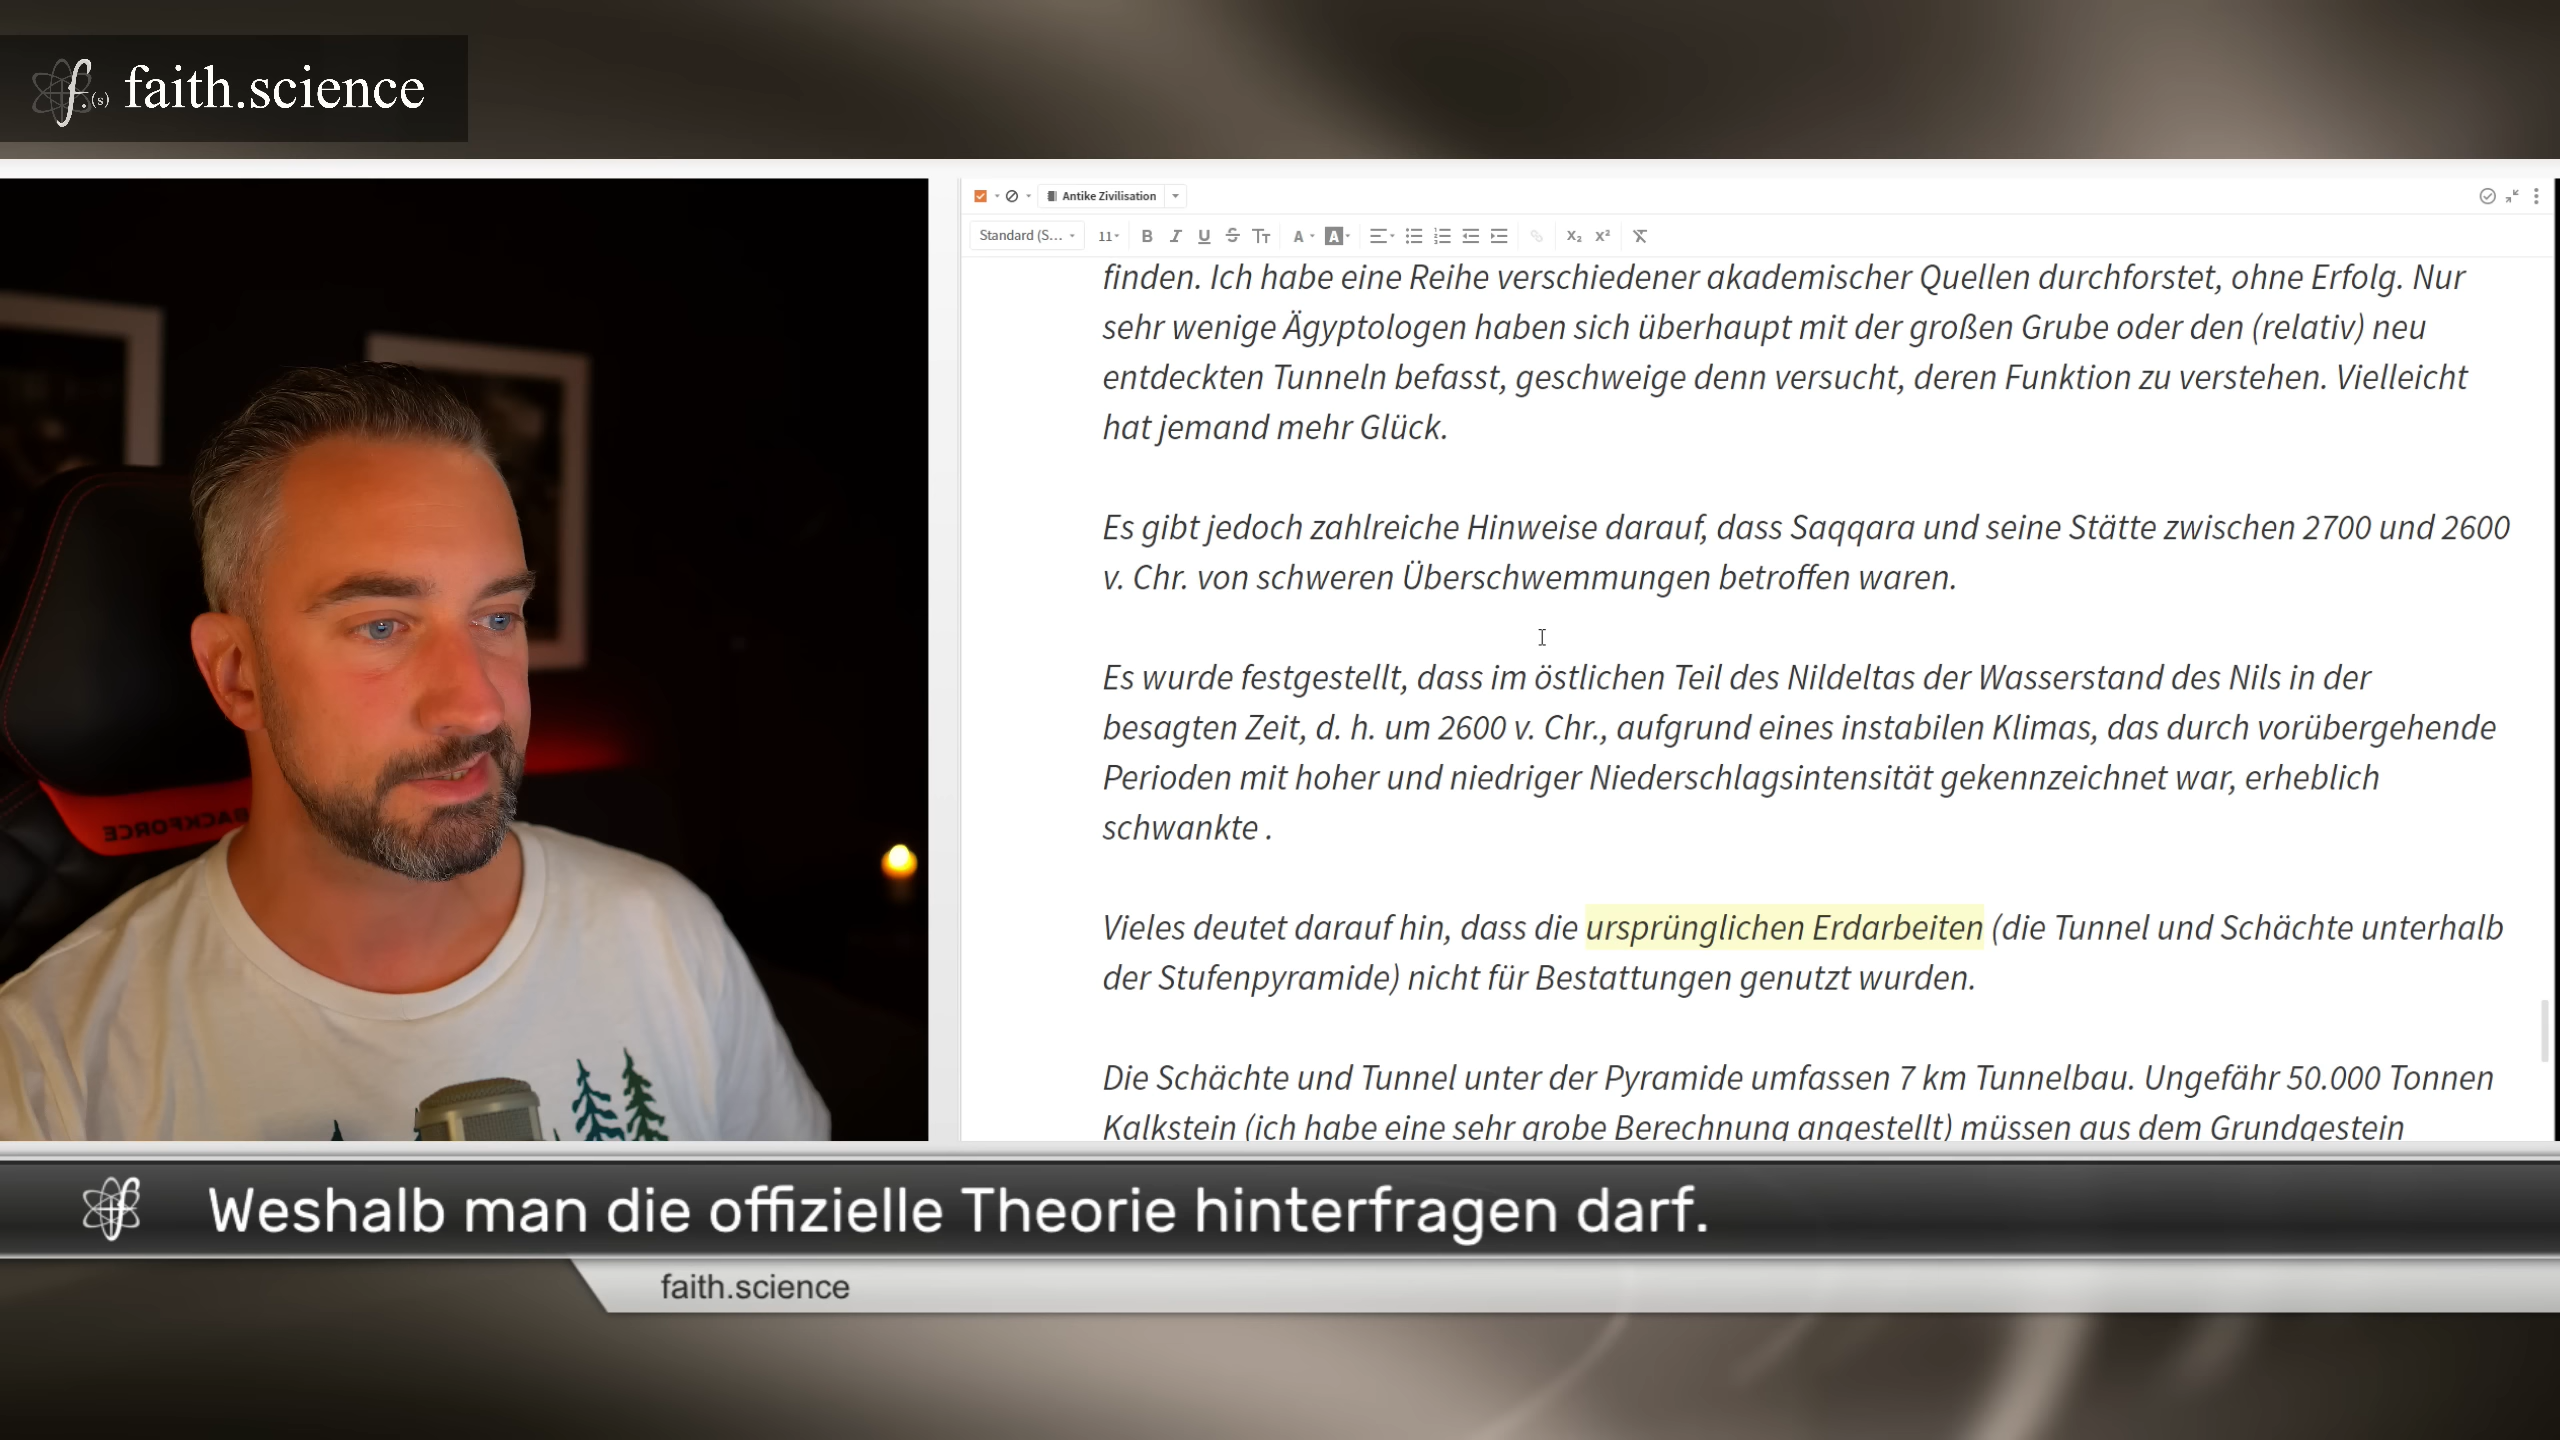 f.(s) faith.science
Antike Zivilisation
Standard (S... 11 B I U S TT A A X₂ X²
finden. Ich habe eine Reihe verschiedener akademischer Quellen durchforstet, ohne Erfolg. Nur
sehr wenige Ägyptologen haben sich überhaupt mit der großen Grube oder den (relativ) neu
entdeckten Tunneln befasst, geschweige denn versucht, deren Funktion zu verstehen. Vielleicht
hat jemand mehr Glück.
Es gibt jedoch zahlreiche Hinweise darauf, dass Saqqara und seine Stätte zwischen 2700 und 2600
v. Chr. von schweren Überschwemmungen betroffen waren.
Es wurde festgestellt, dass im östlichen Teil des Nildeltas der Wasserstand des Nils in der
besagten Zeit, d. h. um 2600 v. Chr., aufgrund eines instabilen Klimas, das durch vorübergehende
Perioden mit hoher und niedriger Niederschlagsintensität gekennzeichnet war, erheblich
schwankte .
Vieles deutet darauf hin, dass die ursprünglichen Erdarbeiten (die Tunnel und Schächte unterhalb
der Stufenpyramide) nicht für Bestattungen genutzt wurden.
Die Schächte und Tunnel unter der Pyramide umfassen 7 km Tunnelbau. Ungefähr 50.000 Tonnen
Kalkstein (ich habe eine sehr grobe Berechnung angestellt) müssen aus dem Grundgestein
BACKFORCE
Weshalb man die offizielle Theorie hinterfragen darf.
faith.science